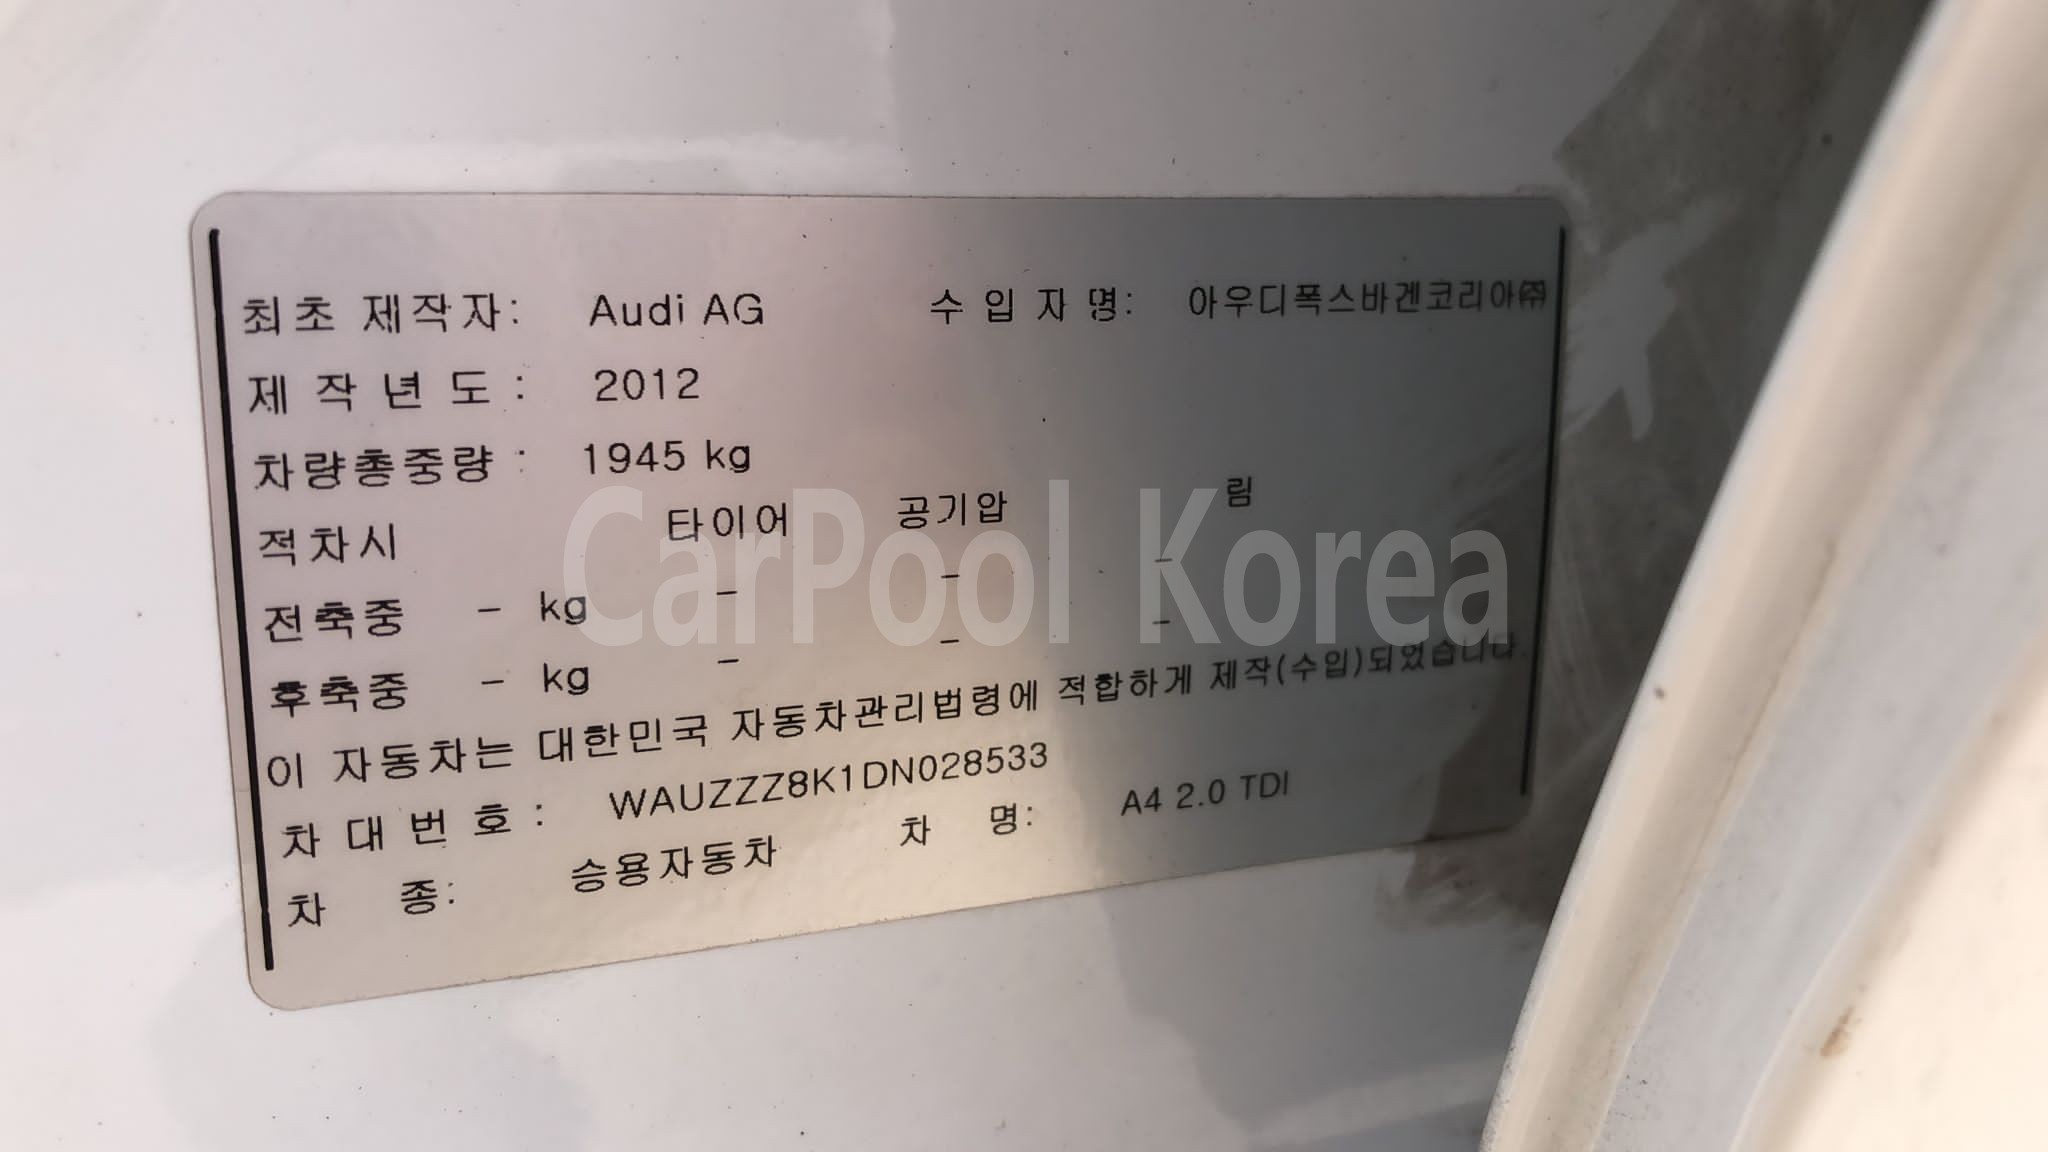 최초 제작자: Audi AG 수 입 자 명: 아우디폭스바겐코리아㈜
제 작 년 도 : 2012
차량총중량 : 1945 kg
적차시 타이어 공기압 림
전축중 - kg - - -
후축중 - kg - - -
이 자동차는 대한민국 자동차관리법령에 적합하게 제작(수입)되었습니다.
차 대 번 호 : WAUZZZ8K1DN028533
차 종: 승용자동차 차 명: A4 2.0 TDI
CarPool Korea